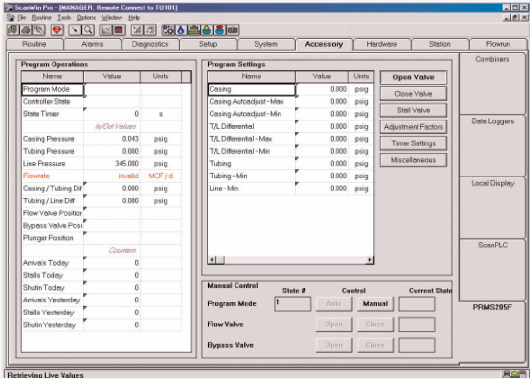 ScanWin Pro - [MANAGER: Remote Connect to TU101]
File Routine Tools Options Window Help
Routine Alarms Diagnostics Setup System Accessory Hardware Station Flowrun
Program Operations
Name Value Units
Program Mode
Controller State
State Timer 0 s
In/Out Values
Casing Pressure 0.043 psig
Tubing Pressure 0.000 psig
Line Pressure 345.000 psig
Flowrate invalid MCF / d
Casing / Tubing Dif 0.000 psig
Tubing / Line Diff 0.000 psig
Flow Valve Position
Bypass Valve Posi
Plunger Position
Counters
Arrivals Today 0
Stalls Today 0
Shutin Today 0
Arrivals Yesterday 0
Stalls Yesterday 0
Shutin Yesterday 0
Program Settings
Name Value Units
Casing 0.000 psig
Casing Autoadjust - Max 0.000 psig
Casing Autoadjust - Min 0.000 psig
T/L Differential 0.000 psig
T/L Differential - Max 0.000 psig
T/L Differential - Min 0.000 psig
Tubing 0.000 psig
Tubing - Min 0.000 psig
Line - Min 0.000 psig
Open Valve
Close Valve
Stall Valve
Adjustment Factors
Timer Settings
Miscellaneous
Manual Control
State # Control Current State
Program Mode 1 Auto Manual
Flow Valve Open Close
Bypass Valve Open Close
Combiners
Data Loggers
Local Display
ScanPLC
PRMS285F
Retrieving Live Values